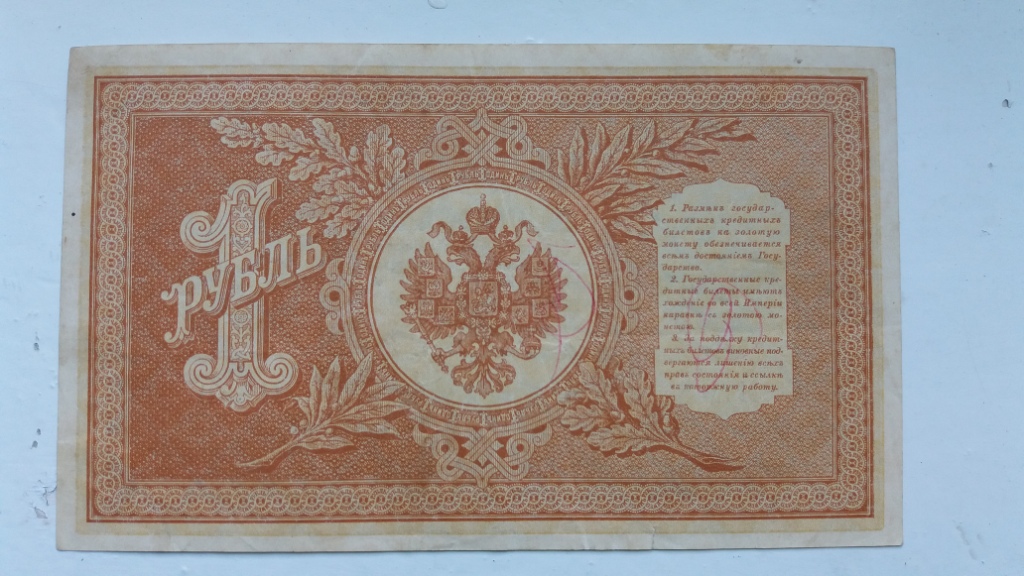 1
РУБЛЬ
1. Размѣнъ государ-
ственныхъ кредитныхъ
билетовъ на золотую
монету обезпечивается
всѣмъ достояніемъ Госу-
дарства.
2. Государственные кре-
дитные билеты имѣютъ
хожденіе во всей Имперіи
наравнѣ съ золотою мо-
нетою.
3. За поддѣлку кредит-
ныхъ билетовъ виновные под-
вергаются лишенію всѣхъ
правъ состоянія и ссылкѣ
въ каторжную работу.